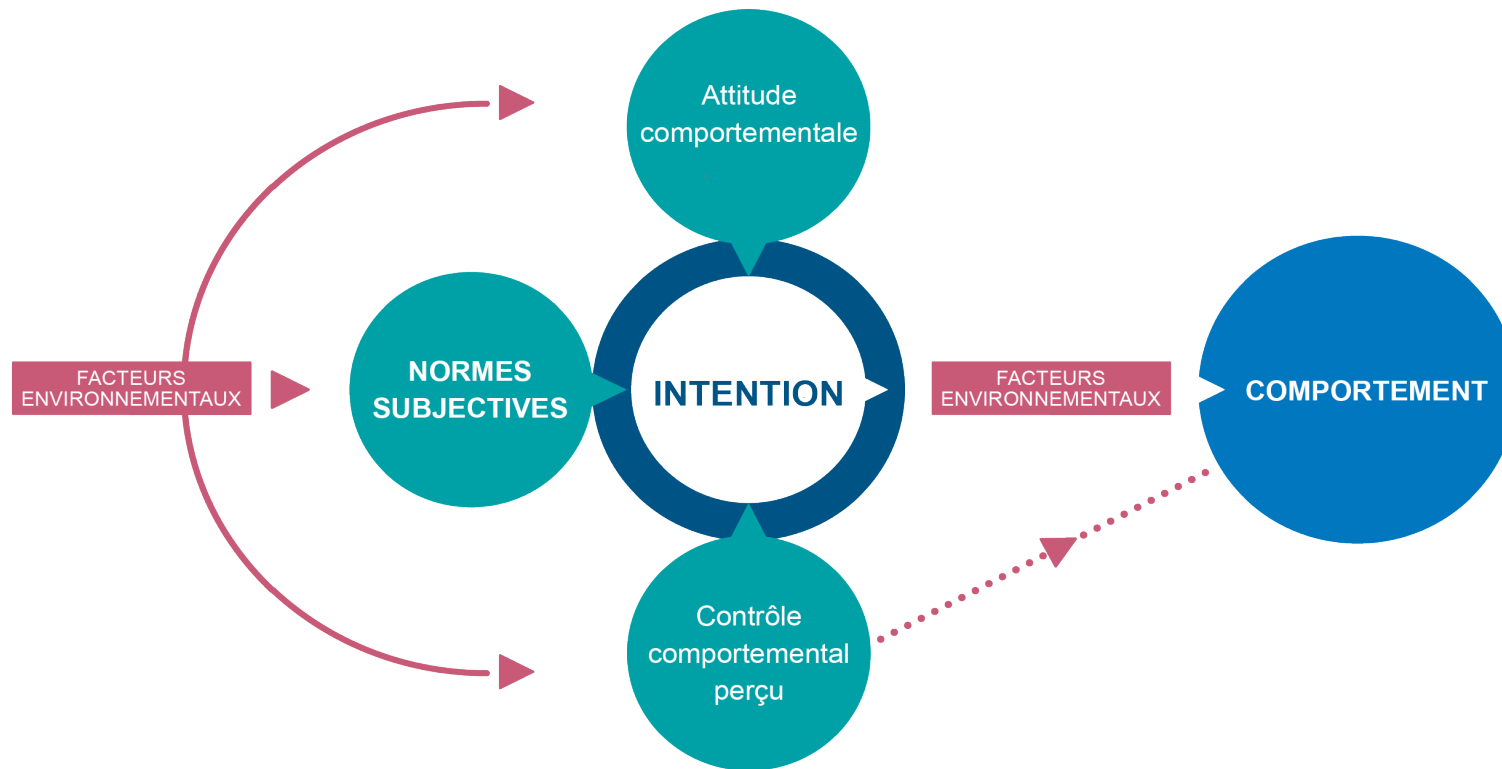 Attitude
comportementale
FACTEURS
ENVIRONNEMENTAUX
NORMES
SUBJECTIVES
INTENTION
FACTEURS
ENVIRONNEMENTAUX
COMPORTEMENT
Contrôle
comportemental
perçu